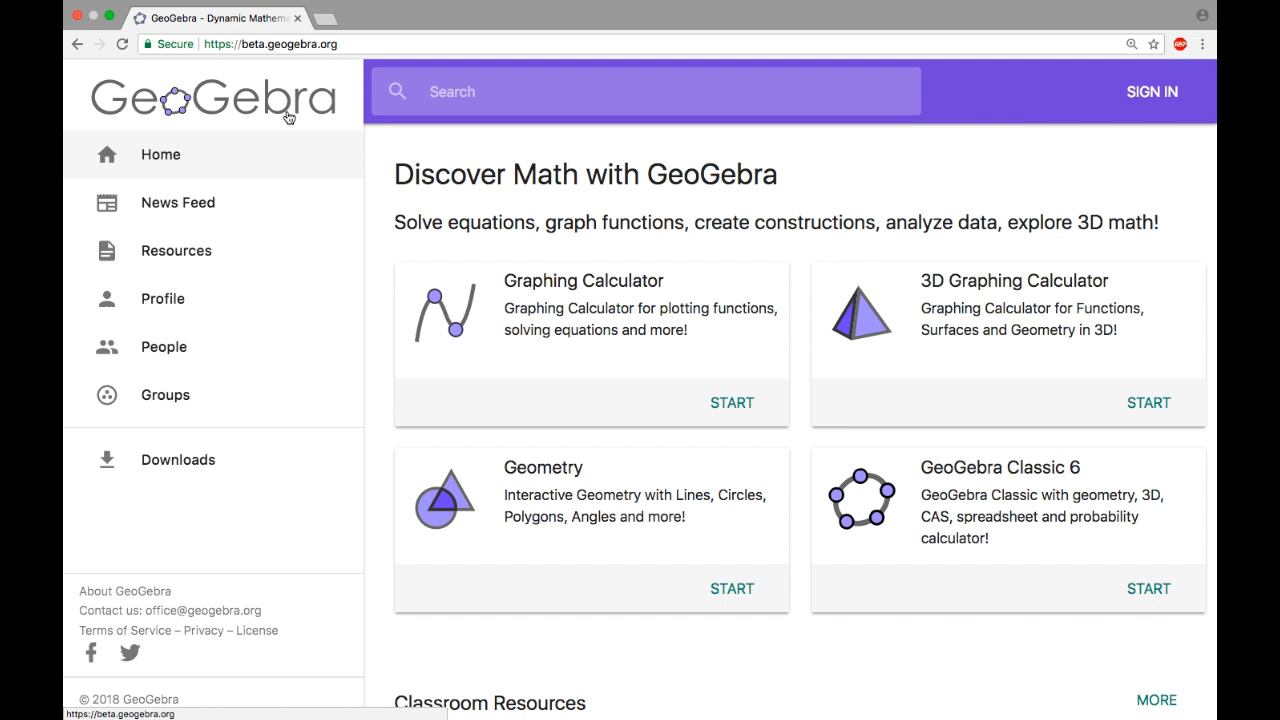 GeoGebra - Dynamic Mathema
Secure
https://beta.geogebra.org
ABP
GeoGebra
Search
SIGN IN
Home
News Feed
Resources
Profile
People
Groups
Downloads
About GeoGebra
Contact us: office@geogebra.org
Terms of Service – Privacy – License
© 2018 GeoGebra
https://beta.geogebra.org
Discover Math with GeoGebra
Solve equations, graph functions, create constructions, analyze data, explore 3D math!
Graphing Calculator
Graphing Calculator for plotting functions,
solving equations and more!
START
3D Graphing Calculator
Graphing Calculator for Functions,
Surfaces and Geometry in 3D!
START
Geometry
Interactive Geometry with Lines, Circles,
Polygons, Angles and more!
START
GeoGebra Classic 6
GeoGebra Classic with geometry, 3D,
CAS, spreadsheet and probability
calculator!
START
Classroom Resources
MORE